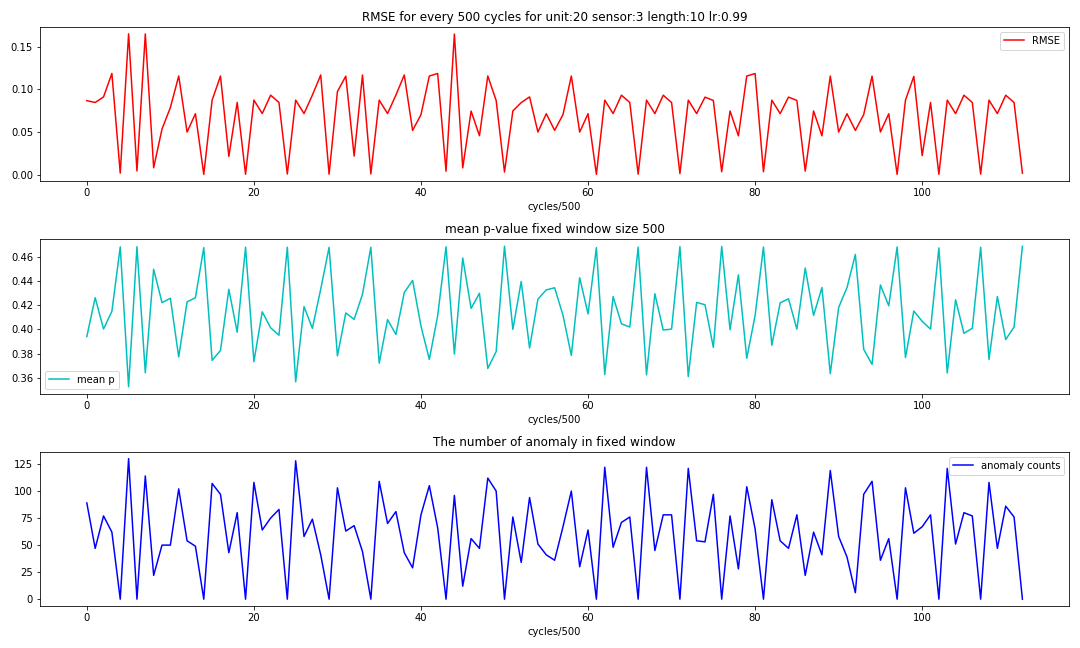 RMSE for every 500 cycles for unit:20 sensor:3 length:10 lr:0.99
RMSE
0.15
0.10
0.05
0.00
0 20 40 60 80 100
cycles/500
mean p-value fixed window size 500
0.46
0.44
0.42
0.40
0.38
0.36
mean p
0 20 40 60 80 100
cycles/500
The number of anomaly in fixed window
anomaly counts
125
100
75
50
25
0
0 20 40 60 80 100
cycles/500